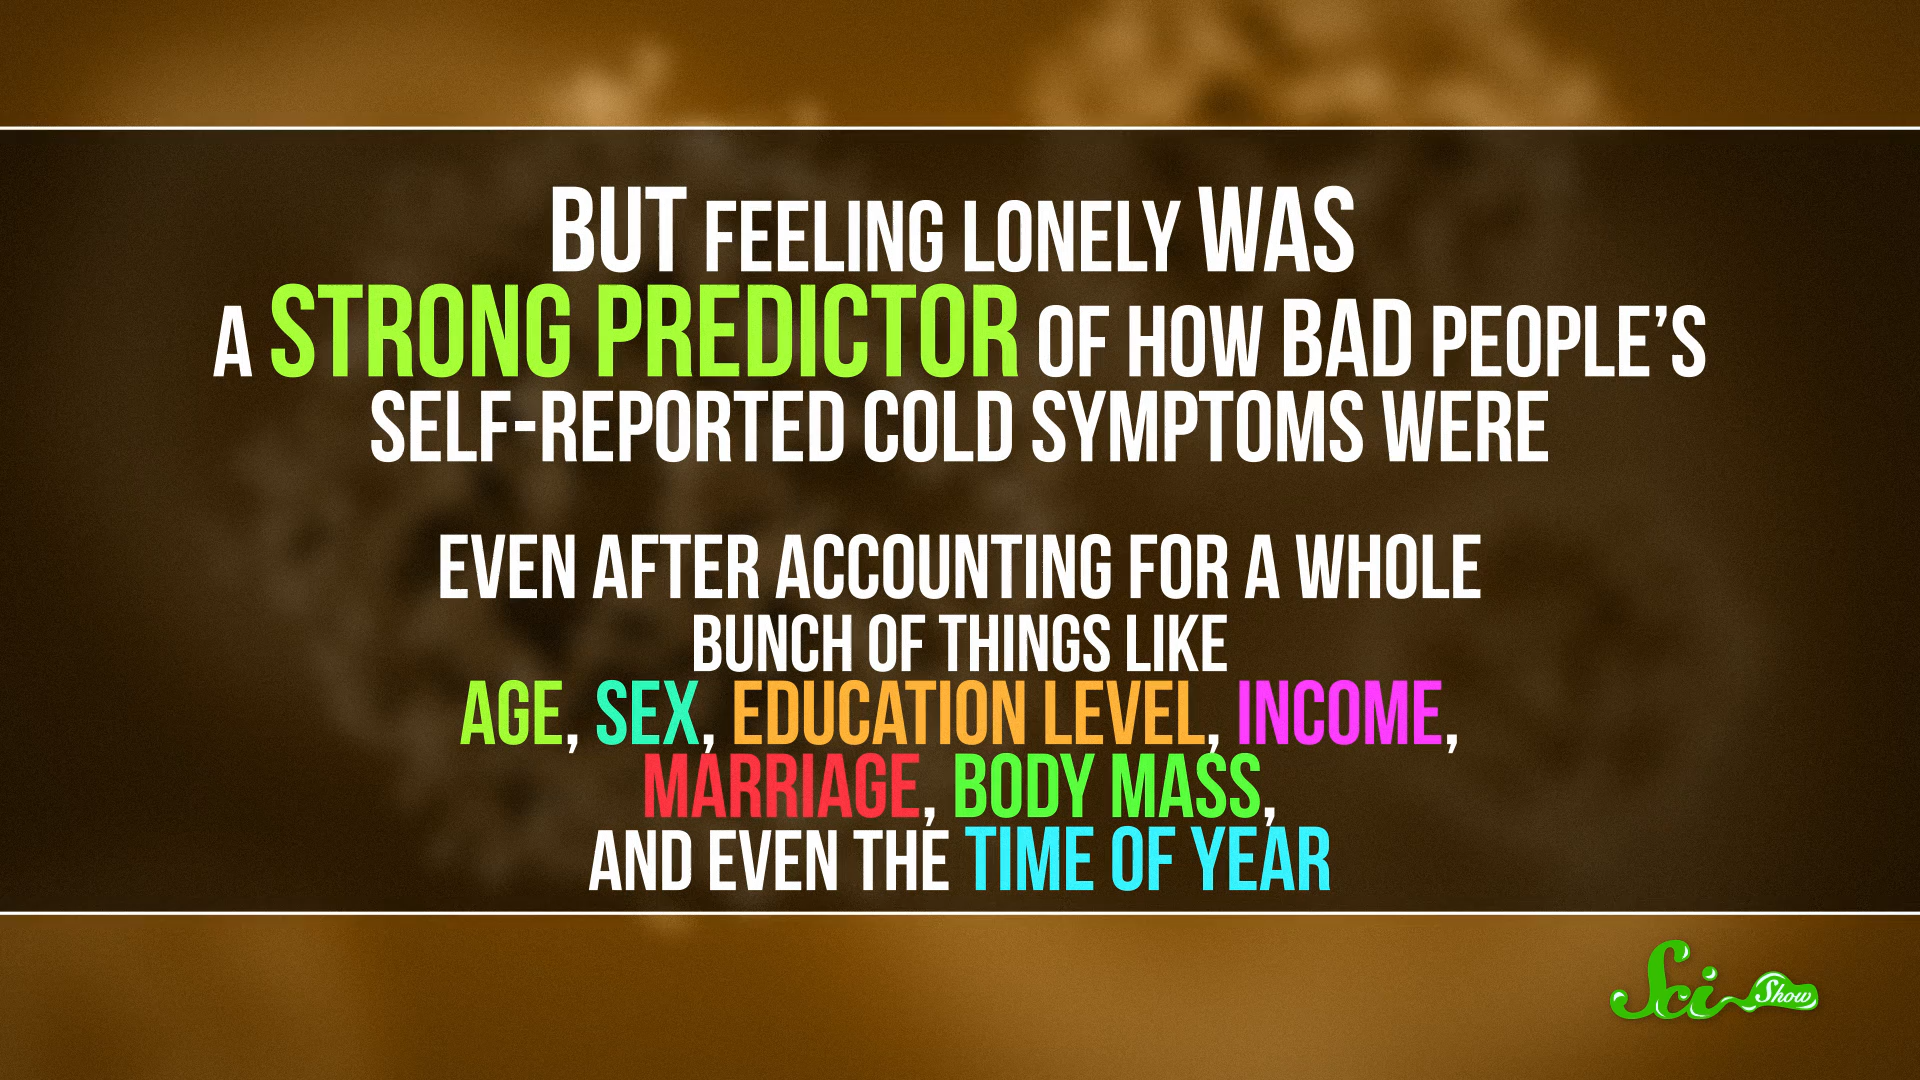 BUT FEELING LONELY WAS
A STRONG PREDICTOR OF HOW BAD PEOPLE'S
SELF-REPORTED COLD SYMPTOMS WERE
EVEN AFTER ACCOUNTING FOR A WHOLE
BUNCH OF THINGS LIKE
AGE, SEX, EDUCATION LEVEL, INCOME,
MARRIAGE, BODY MASS,
AND EVEN THE TIME OF YEAR
Sci Show